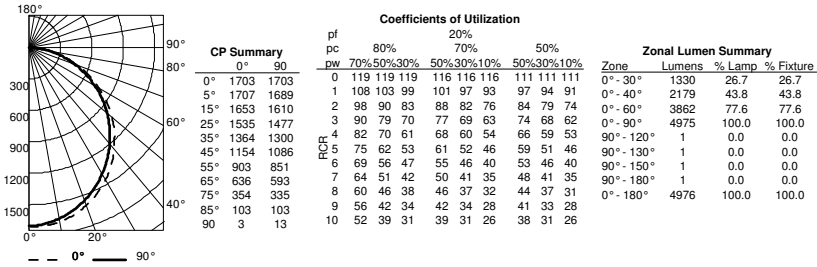 180°
90°
80°
300
600
60°
900
1200
40°
1500
0° 20°
0° 90°
CP Summary
0° 90
0° 1703 1703
5° 1707 1689
15° 1653 1610
25° 1535 1477
35° 1364 1300
45° 1154 1086
55° 903 851
65° 636 593
75° 354 335
85° 103 103
90 3 13
Coefficients of Utilization
pf 20%
pc 80% 70% 50%
pw 70%50%30% 50%30%10% 50%30%10%
RCR
0 119 119 119 116 116 116 111 111 111
1 108 103 99 101 97 93 97 94 91
2 98 90 83 88 82 76 84 79 74
3 90 79 70 77 69 63 74 68 62
4 82 70 61 68 60 54 66 59 53
5 75 62 53 61 52 46 59 51 46
6 69 56 47 55 46 40 53 46 40
7 64 51 42 50 41 35 48 41 35
8 60 46 38 46 37 32 44 37 31
9 56 42 34 42 34 28 41 33 28
10 52 39 31 39 31 26 38 31 26
Zonal Lumen Summary
Zone Lumens % Lamp % Fixture
0° - 30° 1330 26.7 26.7
0° - 40° 2179 43.8 43.8
0° - 60° 3862 77.6 77.6
0° - 90° 4975 100.0 100.0
90° - 120° 1 0.0 0.0
90° - 130° 1 0.0 0.0
90° - 150° 1 0.0 0.0
90° - 180° 1 0.0 0.0
0° - 180° 4976 100.0 100.0